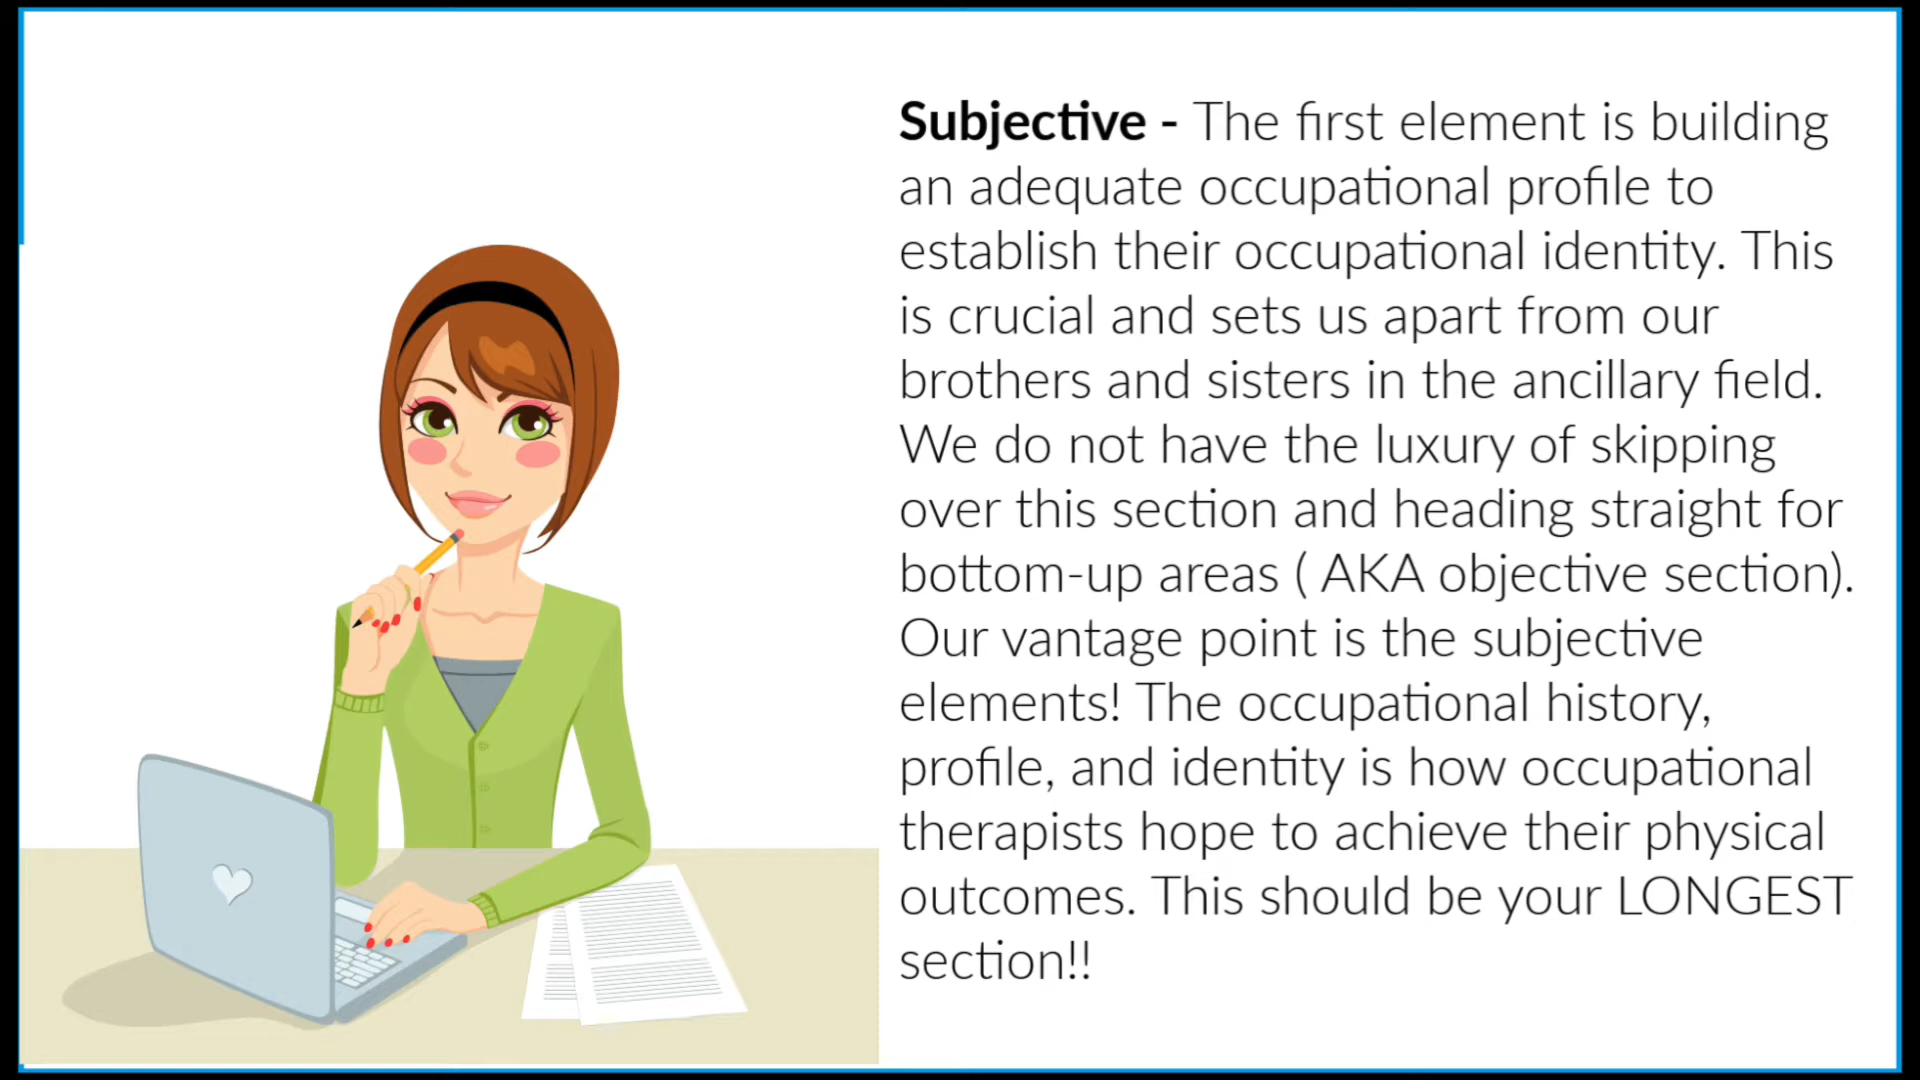 Subjective - The first element is building
an adequate occupational profile to
establish their occupational identity. This
is crucial and sets us apart from our
brothers and sisters in the ancillary field.
We do not have the luxury of skipping
over this section and heading straight for
bottom-up areas ( AKA objective section).
Our vantage point is the subjective
elements! The occupational history,
profile, and identity is how occupational
therapists hope to achieve their physical
outcomes. This should be your LONGEST
section!!